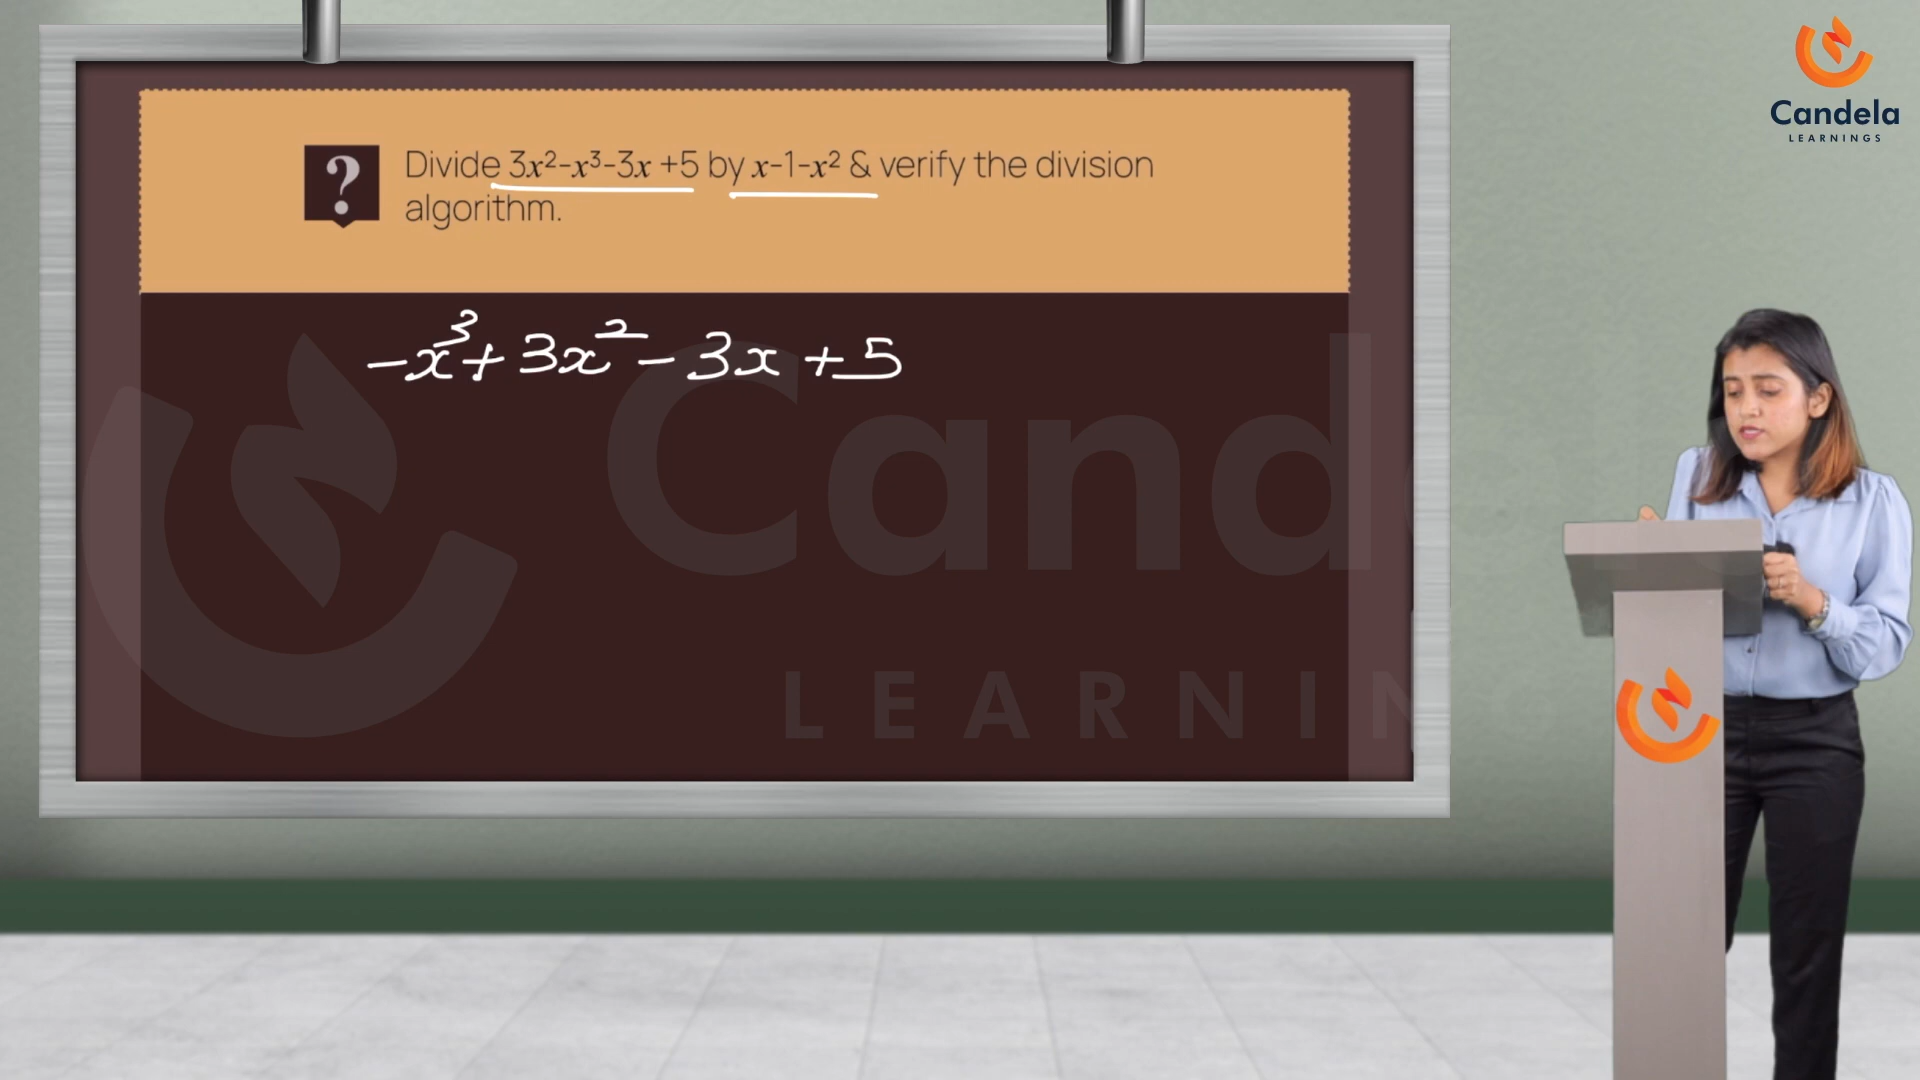 Candela
LEARNINGS
? Divide 3x²-x³-3x +5 by x-1-x² & verify the division
algorithm.
-x³+ 3x² - 3x + 5
Cand
LEARNIN